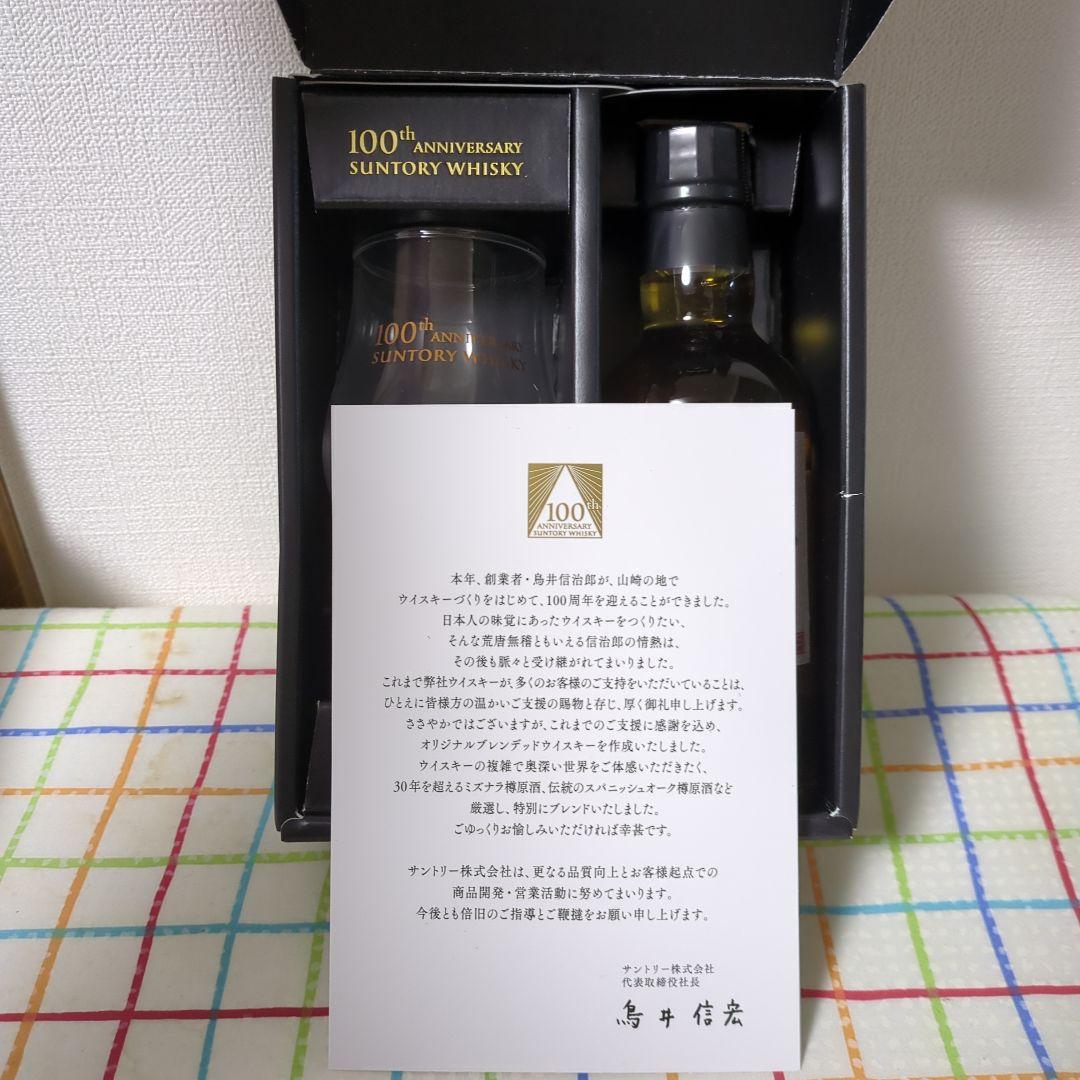 100th ANNIVERSARY
SUNTORY WHISKY
100th ANNIVERSARY
SUNTORY WHISKY
100th
ANNIVERSARY
SUNTORY WHISKY
本年、創業者・鳥井信治郎が、山崎の地で
ウイスキーづくりをはじめて、100周年を迎えることができました。
日本人の味覚にあったウイスキーをつくりたい、
そんな荒唐無稽ともいえる信治郎の情熱は、
その後も脈々と受け継がれてまいりました。
これまで弊社ウイスキーが、多くのお客様のご支持をいただいていることは、
ひとえに皆様方の温かいご支援の賜物と存じ、厚く御礼申し上げます。
ささやかではございますが、これまでのご支援に感謝を込め、
オリジナルブレンデッドウイスキーを作成いたしました。
ウイスキーの複雑で奥深い世界をご体感いただきたく、
30年を超えるミズナラ樽原酒、伝統のスパニッシュオーク樽原酒など
厳選し、特別にブレンドいたしました。
ごゆっくりお愉しみいただければ幸甚です。
サントリー株式会社は、更なる品質向上とお客様起点での
商品開発・営業活動に努めてまいります。
今後とも倍旧のご指導とご鞭撻をお願い申し上げます。
サントリー株式会社
代表取締役社長
鳥井信宏